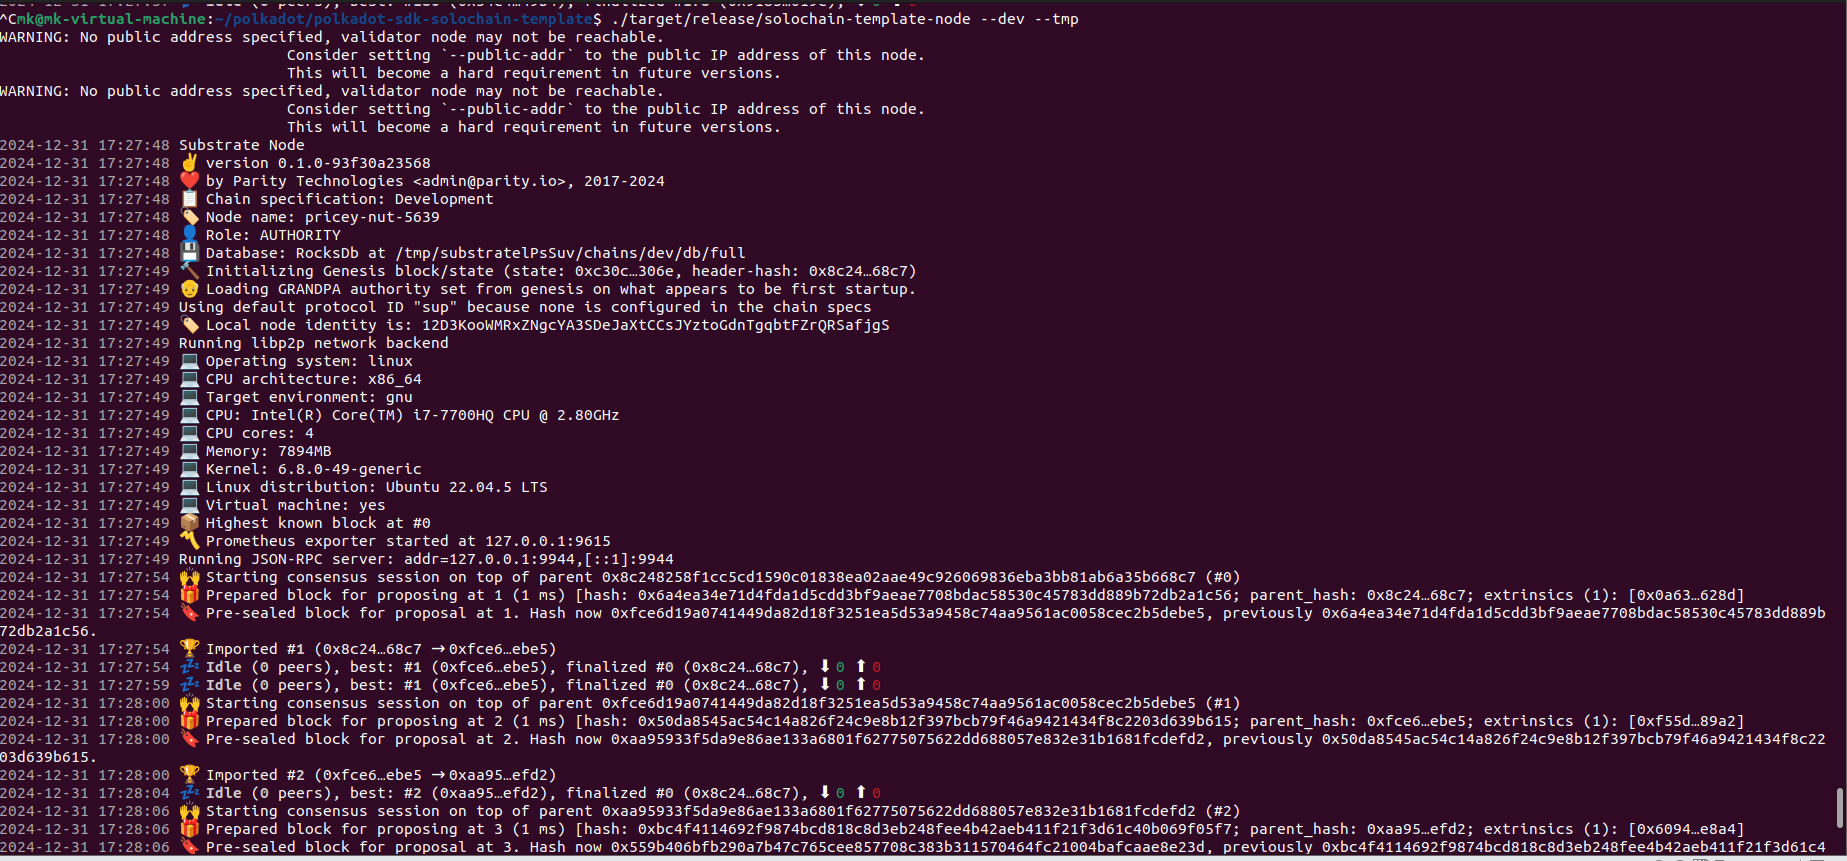 ^Cmk@mk-virtual-machine:~/polkadot/polkadot-sdk-solochain-template$ ./target/release/solochain-template-node --dev --tmp
WARNING: No public address specified, validator node may not be reachable.
Consider setting `--public-addr` to the public IP address of this node.
This will become a hard requirement in future versions.
WARNING: No public address specified, validator node may not be reachable.
Consider setting `--public-addr` to the public IP address of this node.
This will become a hard requirement in future versions.
2024-12-31 17:27:48 Substrate Node
2024-12-31 17:27:48 ✌️ version 0.1.0-93f30a23568
2024-12-31 17:27:48 ❤️ by Parity Technologies <admin@parity.io>, 2017-2024
2024-12-31 17:27:48 📋 Chain specification: Development
2024-12-31 17:27:48 🏷 Node name: pricey-nut-5639
2024-12-31 17:27:48 👤 Role: AUTHORITY
2024-12-31 17:27:48 💾 Database: RocksDb at /tmp/substratelPsSuv/chains/dev/db/full
2024-12-31 17:27:49 🔨 Initializing Genesis block/state (state: 0xc30c…306e, header-hash: 0x8c24…68c7)
2024-12-31 17:27:49 👴 Loading GRANDPA authority set from genesis on what appears to be first startup.
2024-12-31 17:27:49 Using default protocol ID "sup" because none is configured in the chain specs
2024-12-31 17:27:49 🏷 Local node identity is: 12D3KooWMRxZNgcYA3SDeJaXtCCsJYztoGdnTgqbtFZrQRSafjgS
2024-12-31 17:27:49 Running libp2p network backend
2024-12-31 17:27:49 💻 Operating system: linux
2024-12-31 17:27:49 💻 CPU architecture: x86_64
2024-12-31 17:27:49 💻 Target environment: gnu
2024-12-31 17:27:49 💻 CPU: Intel(R) Core(TM) i7-7700HQ CPU @ 2.80GHz
2024-12-31 17:27:49 💻 CPU cores: 4
2024-12-31 17:27:49 💻 Memory: 7894MB
2024-12-31 17:27:49 💻 Kernel: 6.8.0-49-generic
2024-12-31 17:27:49 💻 Linux distribution: Ubuntu 22.04.5 LTS
2024-12-31 17:27:49 💻 Virtual machine: yes
2024-12-31 17:27:49 📦 Highest known block at #0
2024-12-31 17:27:49 〽️ Prometheus exporter started at 127.0.0.1:9615
2024-12-31 17:27:49 Running JSON-RPC server: addr=127.0.0.1:9944,[::1]:9944
2024-12-31 17:27:54 🙌 Starting consensus session on top of parent 0x8c248258f1cc5cd1590c01838ea02aae49c926069836eba3bb81ab6a35b668c7 (#0)
2024-12-31 17:27:54 🎁 Prepared block for proposing at 1 (1 ms) [hash: 0x6a4ea34e71d4fda1d5cdd3bf9aeae7708bdac58530c45783dd889b72db2a1c56; parent_hash: 0x8c24…68c7; extrinsics (1): [0x0a63…628d]
2024-12-31 17:27:54 🔖 Pre-sealed block for proposal at 1. Hash now 0xfce6d19a0741449da82d18f3251ea5d53a9458c74aa9561ac0058cec2b5debe5, previously 0x6a4ea34e71d4fda1d5cdd3bf9aeae7708bdac58530c45783dd889b
72db2a1c56.
2024-12-31 17:27:54 🏆 Imported #1 (0x8c24…68c7 → 0xfce6…ebe5)
2024-12-31 17:27:54 💤 Idle (0 peers), best: #1 (0xfce6…ebe5), finalized #0 (0x8c24…68c7), ⬇ 0 ⬆ 0
2024-12-31 17:27:59 💤 Idle (0 peers), best: #1 (0xfce6…ebe5), finalized #0 (0x8c24…68c7), ⬇ 0 ⬆ 0
2024-12-31 17:28:00 🙌 Starting consensus session on top of parent 0xfce6d19a0741449da82d18f3251ea5d53a9458c74aa9561ac0058cec2b5debe5 (#1)
2024-12-31 17:28:00 🎁 Prepared block for proposing at 2 (1 ms) [hash: 0x50da8545ac54c14a826f24c9e8b12f397bcb79f46a9421434f8c2203d639b615; parent_hash: 0xfce6…ebe5; extrinsics (1): [0xf55d…89a2]
2024-12-31 17:28:00 🔖 Pre-sealed block for proposal at 2. Hash now 0xaa95933f5da9e86ae133a6801f62775075622dd688057e832e31b1681fcdefd2, previously 0x50da8545ac54c14a826f24c9e8b12f397bcb79f46a9421434f8c22
03d639b615.
2024-12-31 17:28:00 🏆 Imported #2 (0xfce6…ebe5 → 0xaa95…efd2)
2024-12-31 17:28:04 💤 Idle (0 peers), best: #2 (0xaa95…efd2), finalized #0 (0x8c24…68c7), ⬇ 0 ⬆ 0
2024-12-31 17:28:06 🙌 Starting consensus session on top of parent 0xaa95933f5da9e86ae133a6801f62775075622dd688057e832e31b1681fcdefd2 (#2)
2024-12-31 17:28:06 🎁 Prepared block for proposing at 3 (1 ms) [hash: 0xbc4f4114692f9874bcd818c8d3eb248fee4b42aeb411f21f3d61c40b069f05f7; parent_hash: 0xaa95…efd2; extrinsics (1): [0x6094…e8a4]
2024-12-31 17:28:06 🔖 Pre-sealed block for proposal at 3. Hash now 0x559b406bfb290a7b47c765cee857708c383b311570464fc21004bafcaae8e23d, previously 0xbc4f4114692f9874bcd818c8d3eb248fee4b42aeb411f21f3d61c4